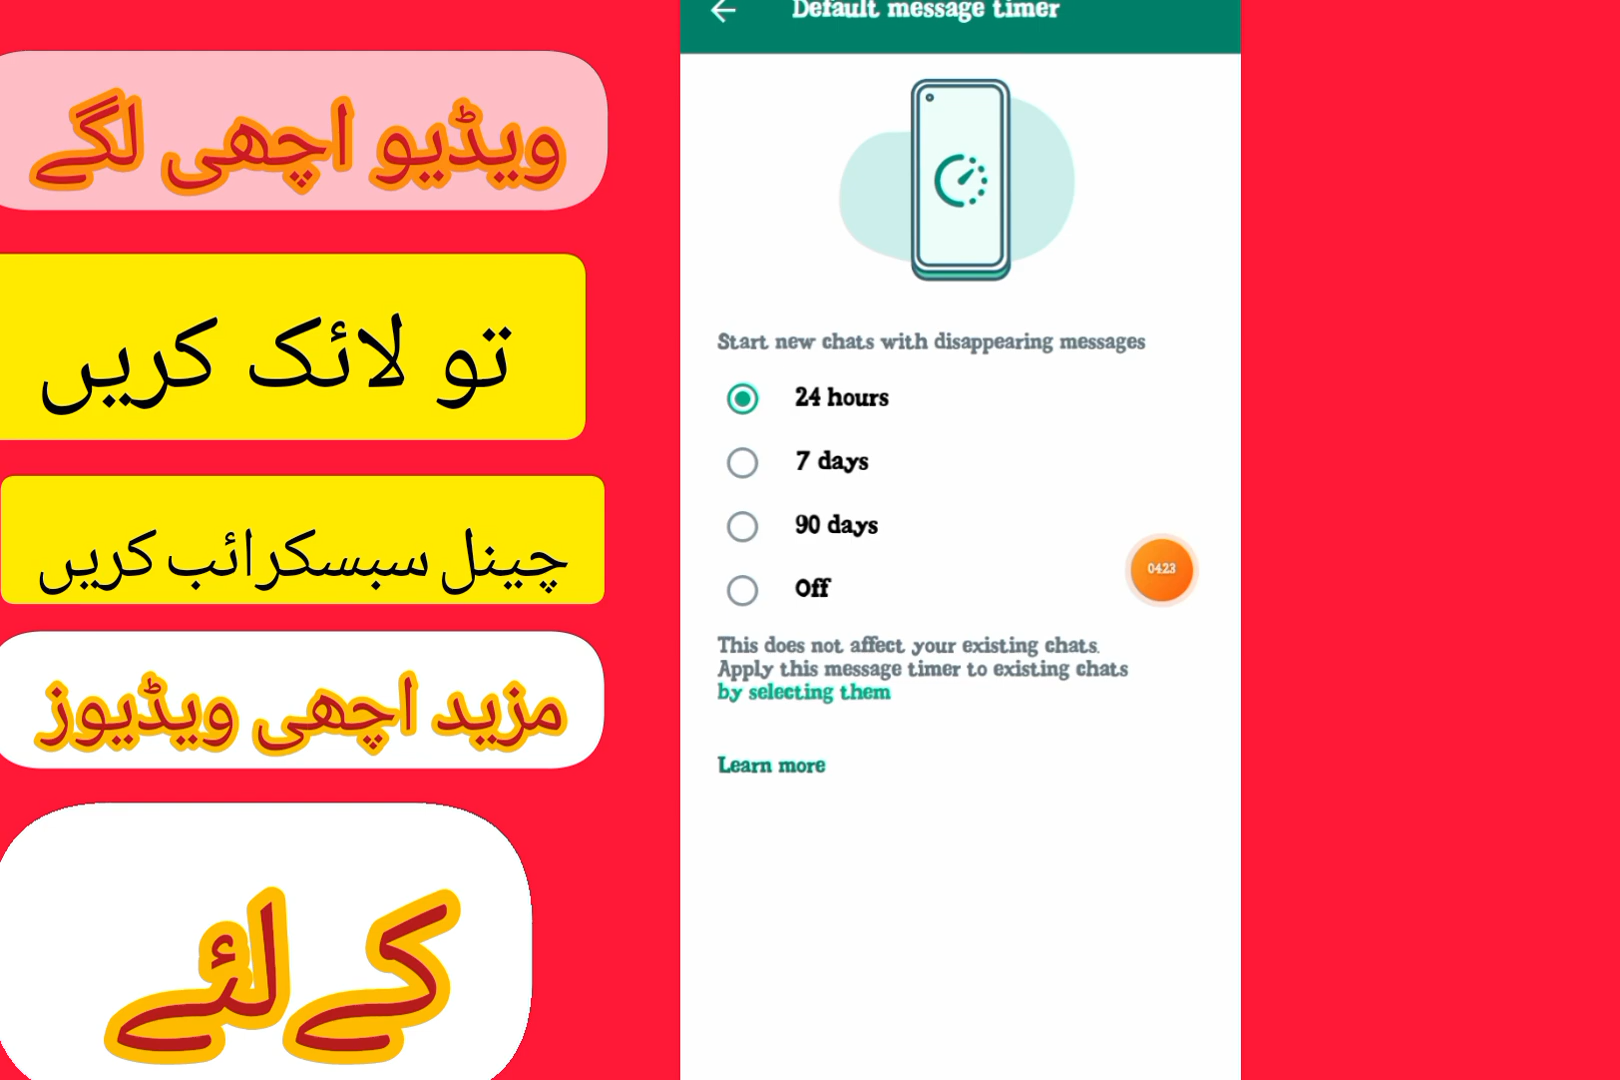 ویڈیو اچھی لگے
تو لائک کریں
چینل سبسکرائب کریں
مزید اچھی ویڈیوز
کے لئے
Default message timer
Start new chats with disappearing messages
24 hours
7 days
90 days
Off
04:23
This does not affect your existing chats.
Apply this message timer to existing chats
by selecting them
Learn more